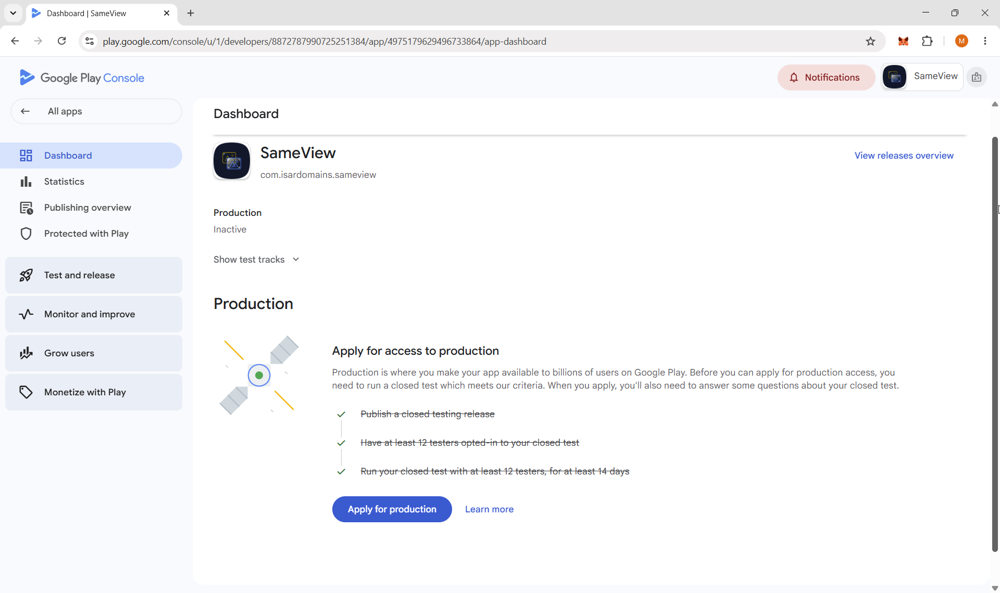 Dashboard | SameView
play.google.com/console/u/1/developers/8872787990725251384/app/4975179629496733864/app-dashboard
M
Google Play Console
Notifications
SameView
All apps
Dashboard
Statistics
Publishing overview
Protected with Play
Test and release
Monitor and improve
Grow users
Monetize with Play
Dashboard
SameView
com.isardomains.sameview
View releases overview
Production
Inactive
Show test tracks
Production
Apply for access to production
Production is where you make your app available to billions of users on Google Play. Before you can apply for production access, you
need to run a closed test which meets our criteria. When you apply, you'll also need to answer some questions about your closed test.
Publish a closed testing release
Have at least 12 testers opted-in to your closed test
Run your closed test with at least 12 testers, for at least 14 days
Apply for production
Learn more